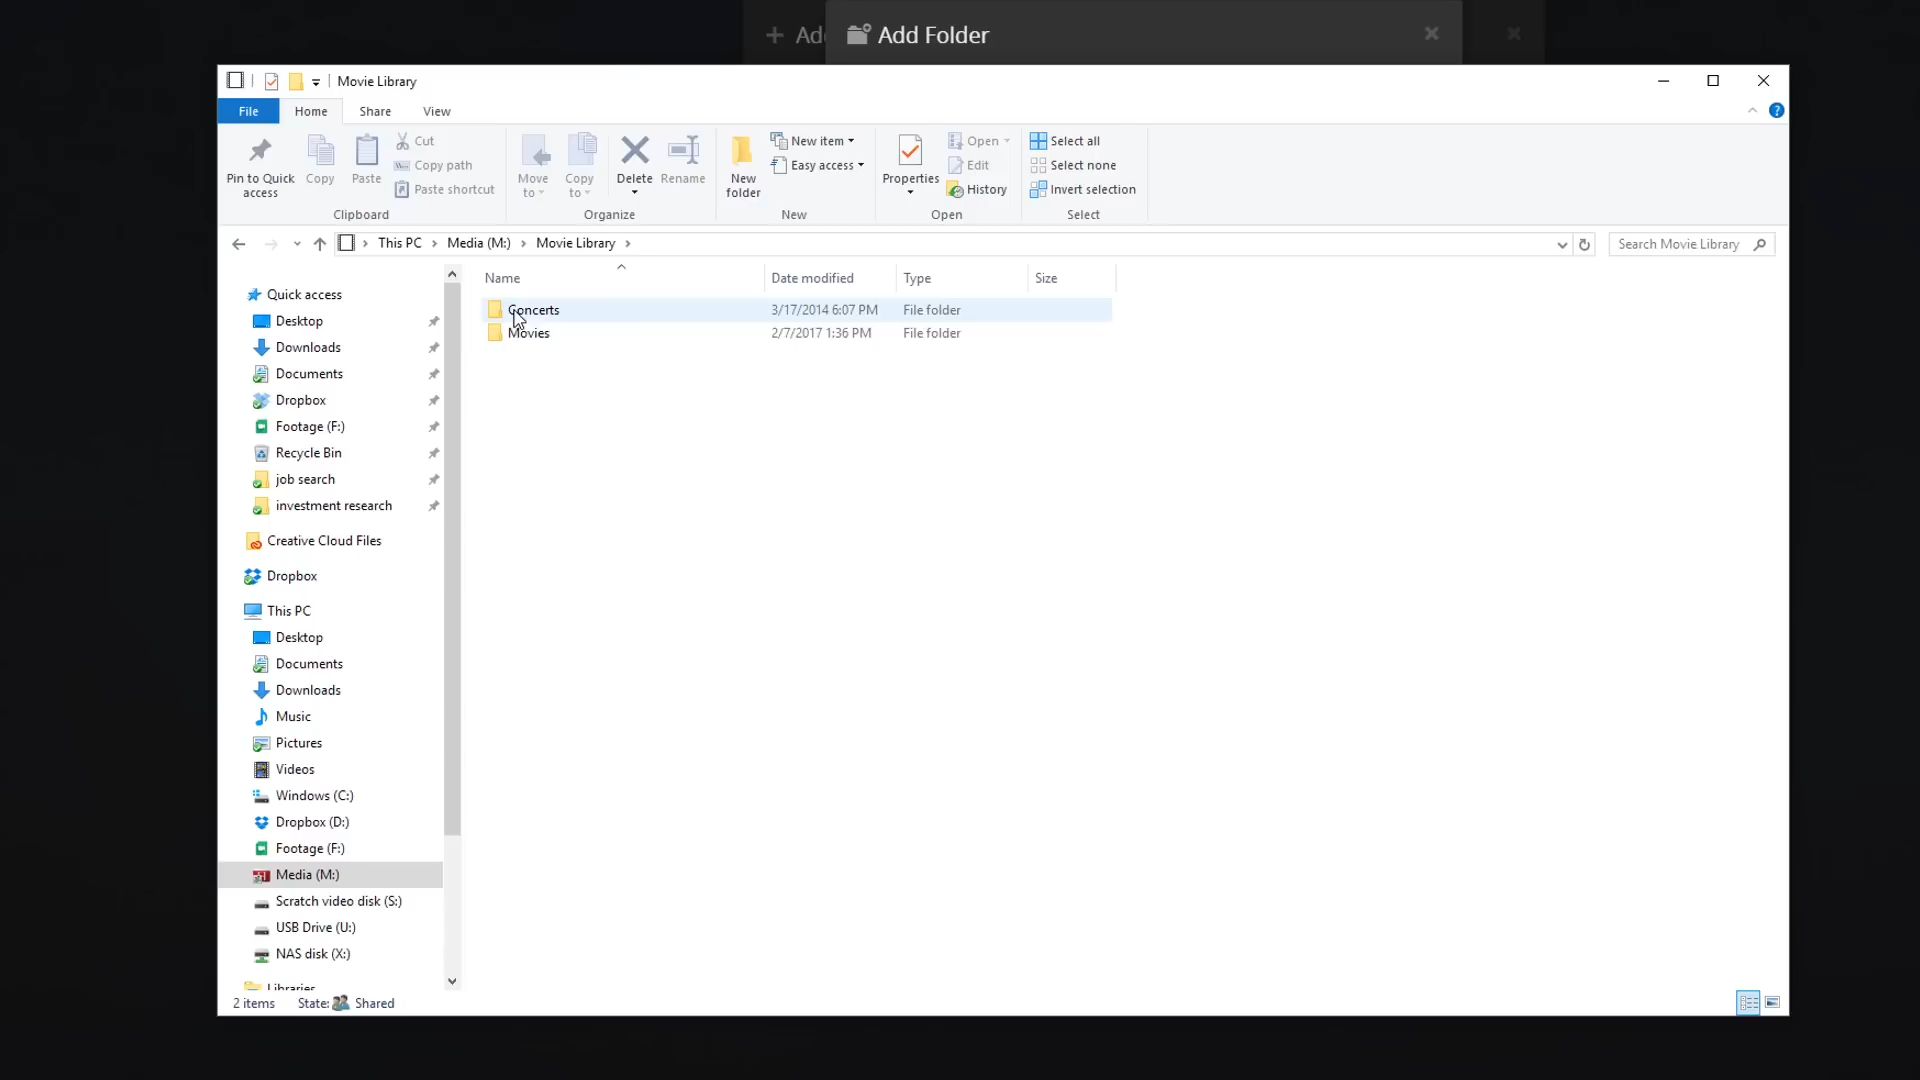 Add Folder
Movie Library
File Home Share View
Pin to Quick access
Copy
Paste
Cut
Copy path
Paste shortcut
Clipboard
Move to
Copy to
Delete
Rename
Organize
New folder
New item
Easy access
New
Properties
Open
Edit
History
Open
Select all
Select none
Invert selection
Select
This PC > Media (M:) > Movie Library >
Search Movie Library
Name Date modified Type Size
Concerts 3/17/2014 6:07 PM File folder
Movies 2/7/2017 1:36 PM File folder
Quick access
Desktop
Downloads
Documents
Dropbox
Footage (F:)
Recycle Bin
job search
investment research
Creative Cloud Files
Dropbox
This PC
Desktop
Documents
Downloads
Music
Pictures
Videos
Windows (C:)
Dropbox (D:)
Footage (F:)
Media (M:)
Scratch video disk (S:)
USB Drive (U:)
NAS disk (X:)
Libraries
2 items State: Shared